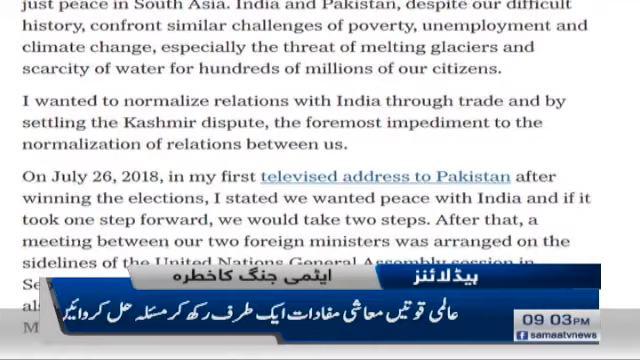 just peace in South Asia. India and Pakistan, despite our difficult
history, confront similar challenges of poverty, unemployment and
climate change, especially the threat of melting glaciers and
scarcity of water for hundreds of millions of our citizens.
I wanted to normalize relations with India through trade and by
settling the Kashmir dispute, the foremost impediment to the
normalization of relations between us.
On July 26, 2018, in my first televised address to Pakistan after
winning the elections, I stated we wanted peace with India and if it
took one step forward, we would take two steps. After that, a
meeting between our two foreign ministers was arranged on the
sidelines of the United Nations General Assembly session in
ہیڈلائنز
ایٹمی جنگ کا خطرہ
عالمی قوتیں معاشی مفادات ایک طرف رکھ کر مسئلہ حل کروائیں
09:03PM
samaatvnews